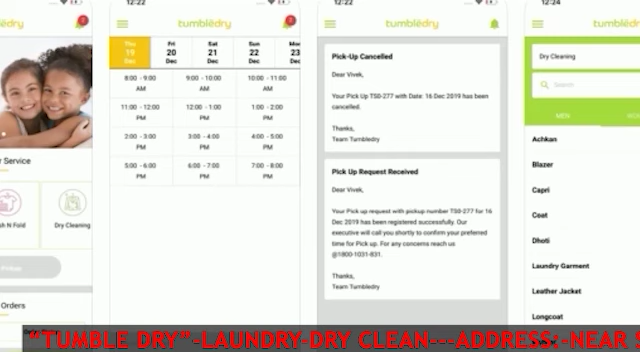 edry
r Service
sh N Fold
Dry Cleaning
Pickup
Orders
12:22
tumbledry
Thu Fri Sat Sun Mon
19 20 21 22 23
Dec Dec Dec Dec Dec
8:00 - 9:00 AM 9:00 - 10:00 AM 10:00 - 11:00 AM
11:00 - 12:00 PM 12:00 - 1:00 PM 1:00 - 2:00 PM
2:00 - 3:00 PM 3:00 - 4:00 PM 4:00 - 5:00 PM
5:00 - 6:00 PM 6:00 - 7:00 PM 7:00 - 8:00 PM
12:22
tumbledry
Pick-Up Cancelled
Dear Vivek,
Your Pick Up TS0-277 with Date: 16 Dec 2019 has been
cancelled.
Thanks,
Team Tumbledry
Pick Up Request Received
Dear Vivek,
Your Pick up request with pickup number TS0-277 for 16
Dec 2019 has been registered successfully. Our
executive will call you shortly to confirm your preferred
time for Pick up. For any concerns reach us
@1800-1031-831.
Thanks,
Team Tumbledry
12:24
tumble
Dry Cleaning
Search
MEN
Achkan
Blazer
Capri
Coat
Dhoti
Laundry Garment
Leather Jacket
Longcoat
"TUMBLE DRY"-LAUNDRY-DRY CLEAN---ADDRESS:-NEAR